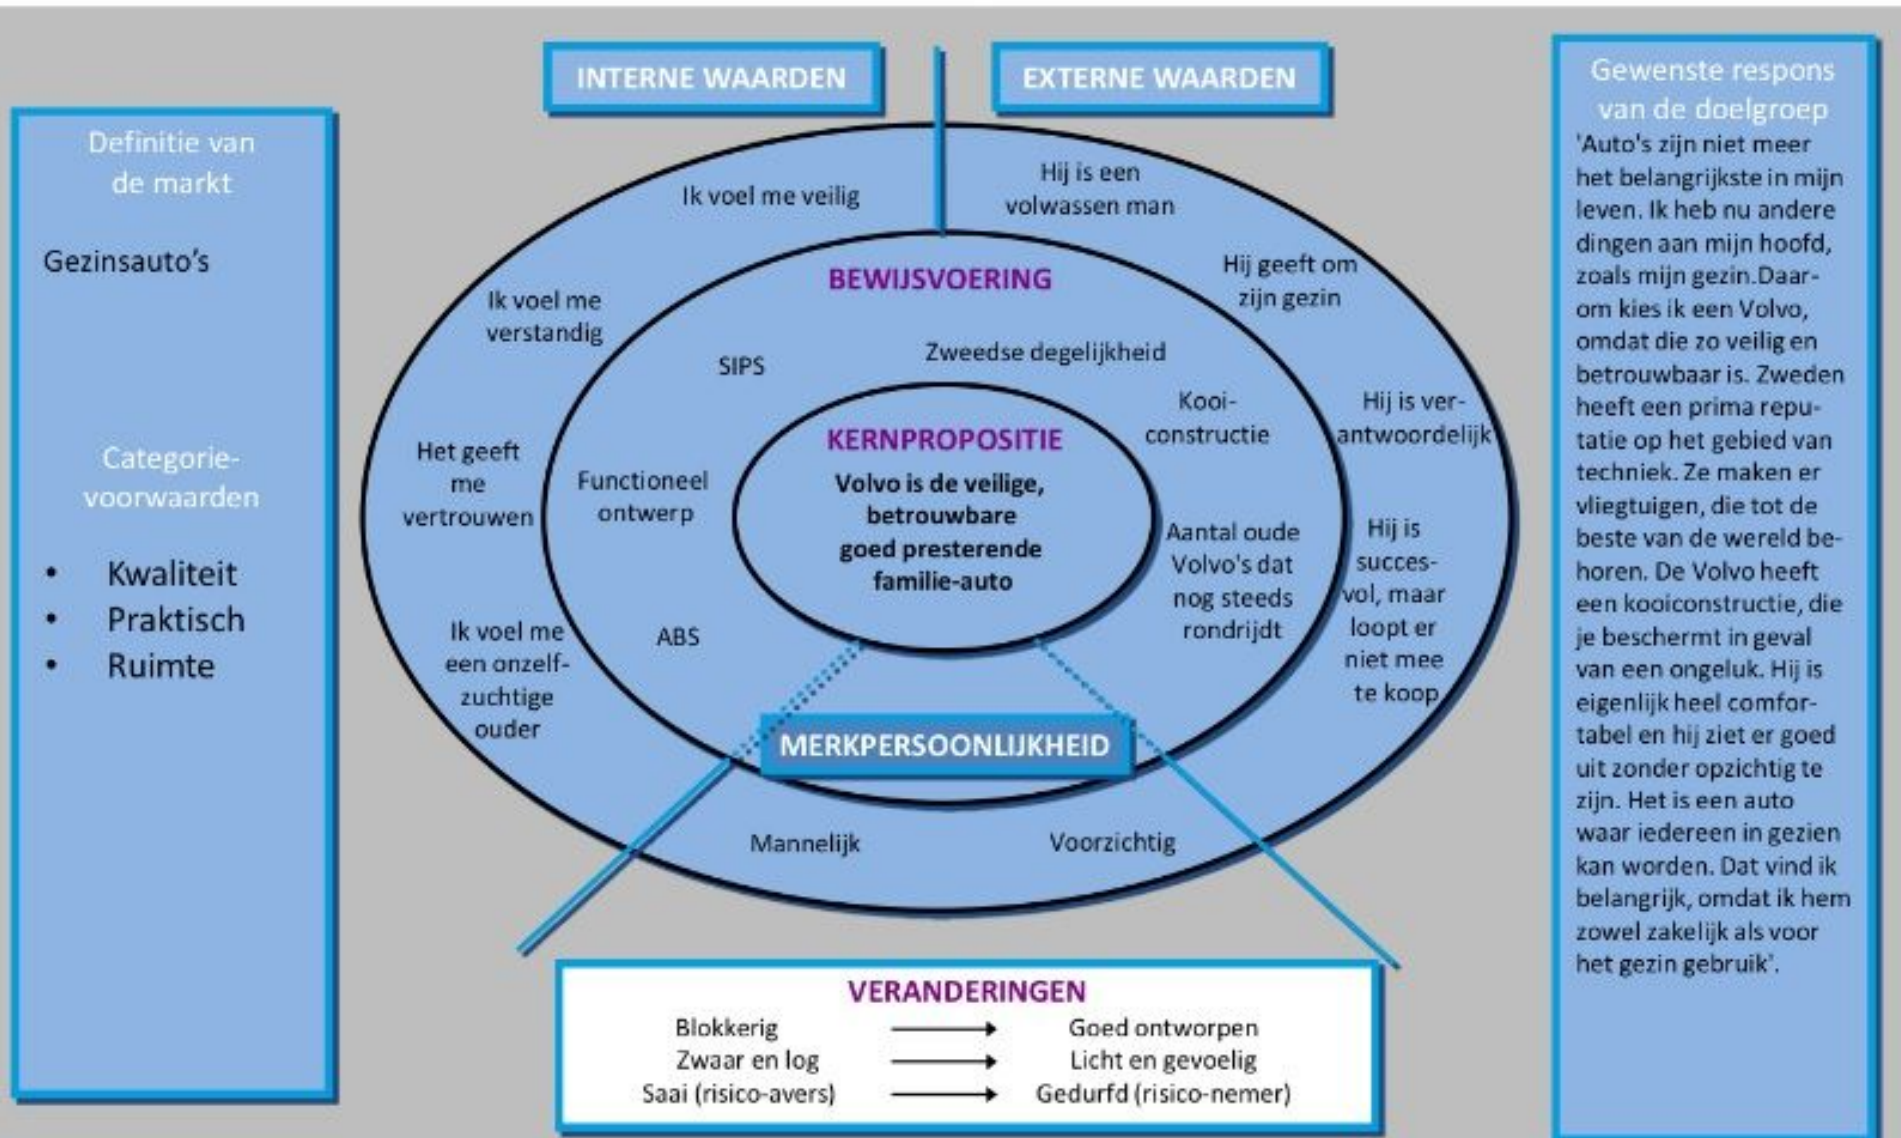 INTERNE WAARDEN
EXTERNE WAARDEN
Definitie van
de markt
Gezinsauto's
Categorie-
voorwaarden
• Kwaliteit
• Praktisch
• Ruimte
Ik voel me veilig
Ik voel me
verstandig
Het geeft
me
vertrouwen
Ik voel me
een onzelf-
zuchtige
ouder
Hij is een
volwassen man
Hij geeft om
zijn gezin
Hij is ver-
antwoordelijk
Hij is
succes-
vol, maar
loopt er
niet mee
te koop
BEWIJSVOERING
SIPS
Zweedse degelijkheid
Kooi-
constructie
Functioneel
ontwerp
Aantal oude
Volvo's dat
nog steeds
rondrijdt
ABS
KERNPROPOSITIE
Volvo is de veilige,
betrouwbare
goed presterende
familie-auto
MERKPERSOONLIJKHEID
Mannelijk
Voorzichtig
VERANDERINGEN
Blokkerig → Goed ontworpen
Zwaar en log → Licht en gevoelig
Saai (risico-avers) → Gedurfd (risico-nemer)
Gewenste respons
van de doelgroep
'Auto's zijn niet meer
het belangrijkste in mijn
leven. Ik heb nu andere
dingen aan mijn hoofd,
zoals mijn gezin.Daar-
om kies ik een Volvo,
omdat die zo veilig en
betrouwbaar is. Zweden
heeft een prima repu-
tatie op het gebied van
techniek. Ze maken er
vliegtuigen, die tot de
beste van de wereld be-
horen. De Volvo heeft
een kooiconstructie, die
je beschermt in geval
van een ongeluk. Hij is
eigenlijk heel comfor-
tabel en hij ziet er goed
uit zonder opzichtig te
zijn. Het is een auto
waar iedereen in gezien
kan worden. Dat vind ik
belangrijk, omdat ik hem
zowel zakelijk als voor
het gezin gebruik'.